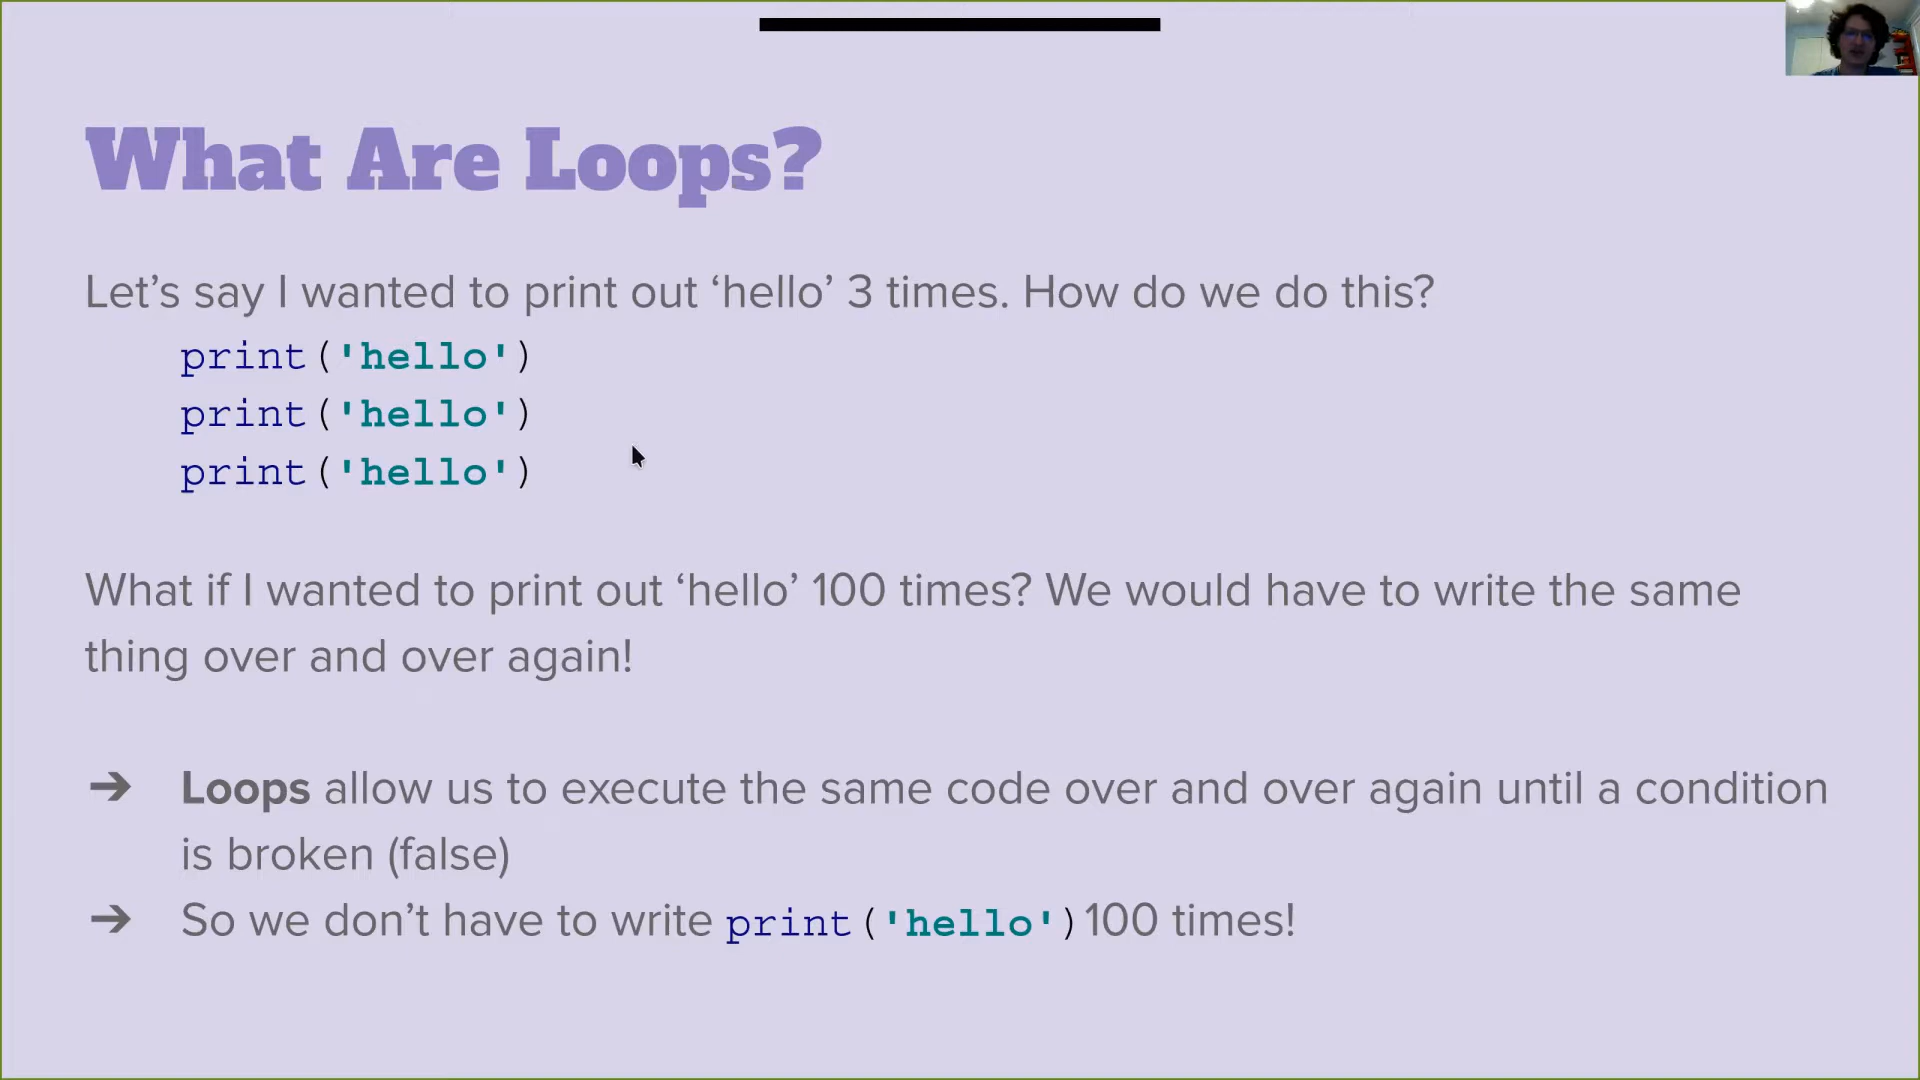 What Are Loops?
Let’s say I wanted to print out ‘hello’ 3 times. How do we do this?
print('hello')
print('hello')
print('hello')
What if I wanted to print out ‘hello’ 100 times? We would have to write the same
thing over and over again!
➔ Loops allow us to execute the same code over and over again until a condition
is broken (false)
➔ So we don’t have to write print('hello')100 times!